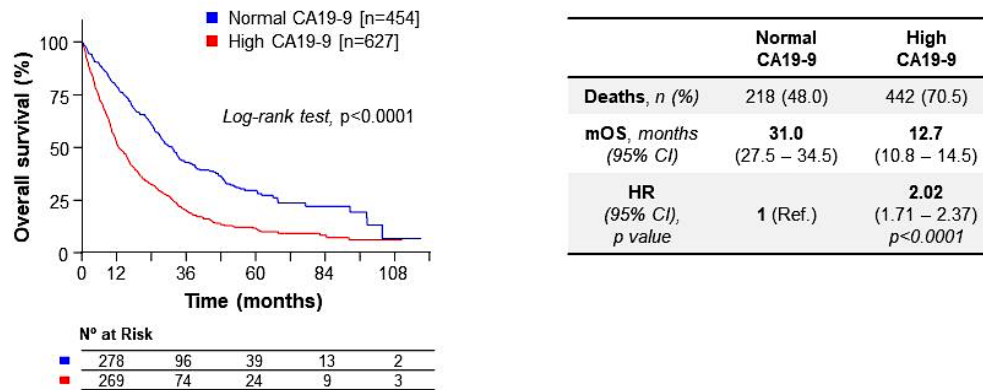 Normal CA19-9 [n=454]
High CA19-9 [n=627]
Overall survival (%)
100
75
50
25
0
Log-rank test, p<0.0001
0 12 36 60 84 108
Time (months)
Nº at Risk
278 96 39 13 2
269 74 24 9 3
Normal CA19-9 High CA19-9
Deaths, n (%) 218 (48.0) 442 (70.5)
mOS, months 31.0 12.7
(95% CI) (27.5 – 34.5) (10.8 – 14.5)
HR 2.02
(95% CI), 1 (Ref.) (1.71 – 2.37)
p value p<0.0001